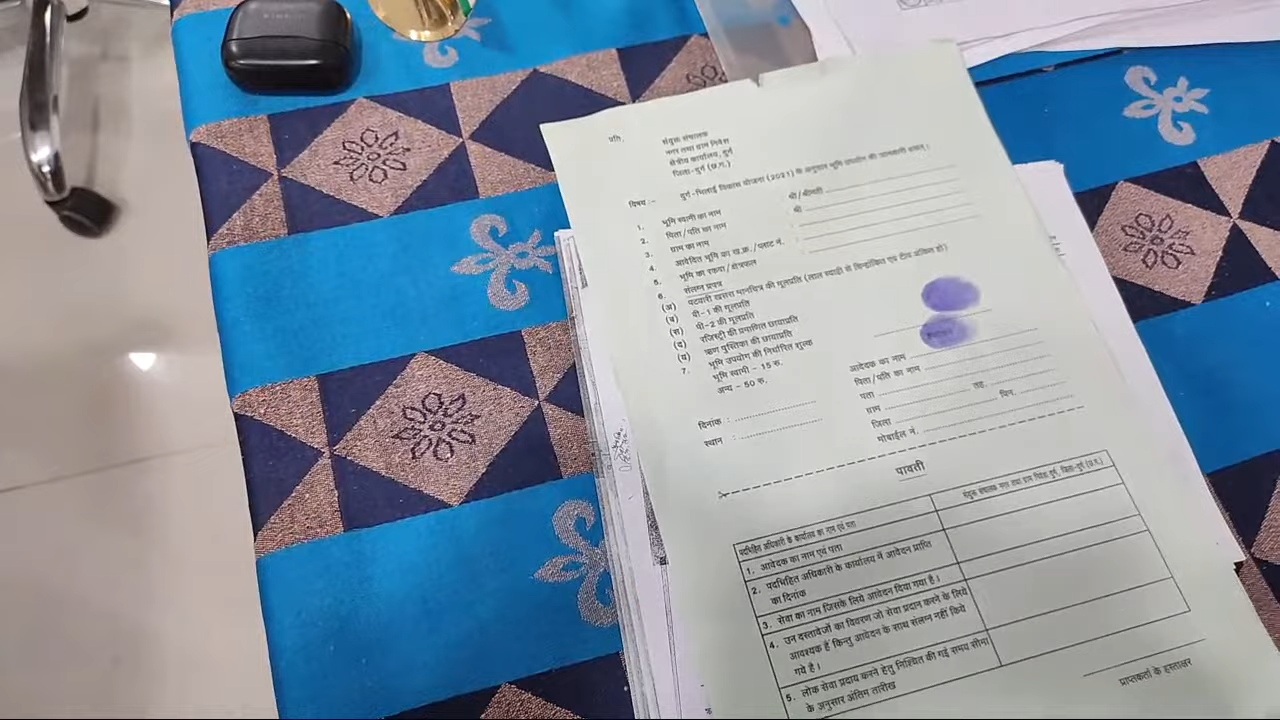 प्रति,
संयुक्त संचालक
नगर तथा ग्राम निवेश
क्षेत्रीय कार्यालय, दुर्ग
जिला-दुर्ग (छ.ग.)
विषय :- दुर्ग-भिलाई विकास योजना (2021) के अनुसार भूमि उपयोग की जानकारी बाबत्।
1. भूमि स्वामी का नाम : श्री/श्रीमती
2. पिता/पति का नाम : श्री
3. ग्राम का नाम
4. आवेदित भूमि का ख.क्र./प्लाट नं. :
5. भूमि का रकबा/क्षेत्रफल
6. संलग्न प्रपत्र
(अ) पटवारी खसरा मानचित्र की मूलप्रति (लाल स्याही से चिन्हांकित एवं टीप अंकित हो)
(ब) पी-1 की मूलप्रति
(स) पी-2 की मूलप्रति
(द) रजिस्ट्री की प्रमाणित छायाप्रति
(य) ऋण पुस्तिका की छायाप्रति
7. भूमि उपयोग की निर्धारित शुल्क
भूमि स्वामी - 15 रु.
अन्य - 50 रु.
आवेदक का नाम
पिता/पति का नाम
पता
ग्राम तह.
जिला पिन.
मोबाईल नं.
दिनांक :
स्थान :
पावती
पदभिहित अधिकारी के कार्यालय का नाम एवं पता
संयुक्त संचालक नगर तथा ग्राम निवेश दुर्ग, जिला-दुर्ग (छ.ग.)
1. आवेदक का नाम एवं पता
2. पदभिहित अधिकारी के कार्यालय में आवेदन प्राप्ति
का दिनांक
3. सेवा का नाम जिसके लिये आवेदन दिया गया है।
4. उन दस्तावेजों का विवरण जो सेवा प्रदान करने के लिये
आवश्यक है किन्तु आवेदन के साथ संलग्न नहीं किये
गये है।
5. लोक सेवा प्रदाय करने हेतु निश्चित की गई समय सीमा
के अनुसार अंतिम तारीख
प्राप्तकर्ता के हस्ताक्षर